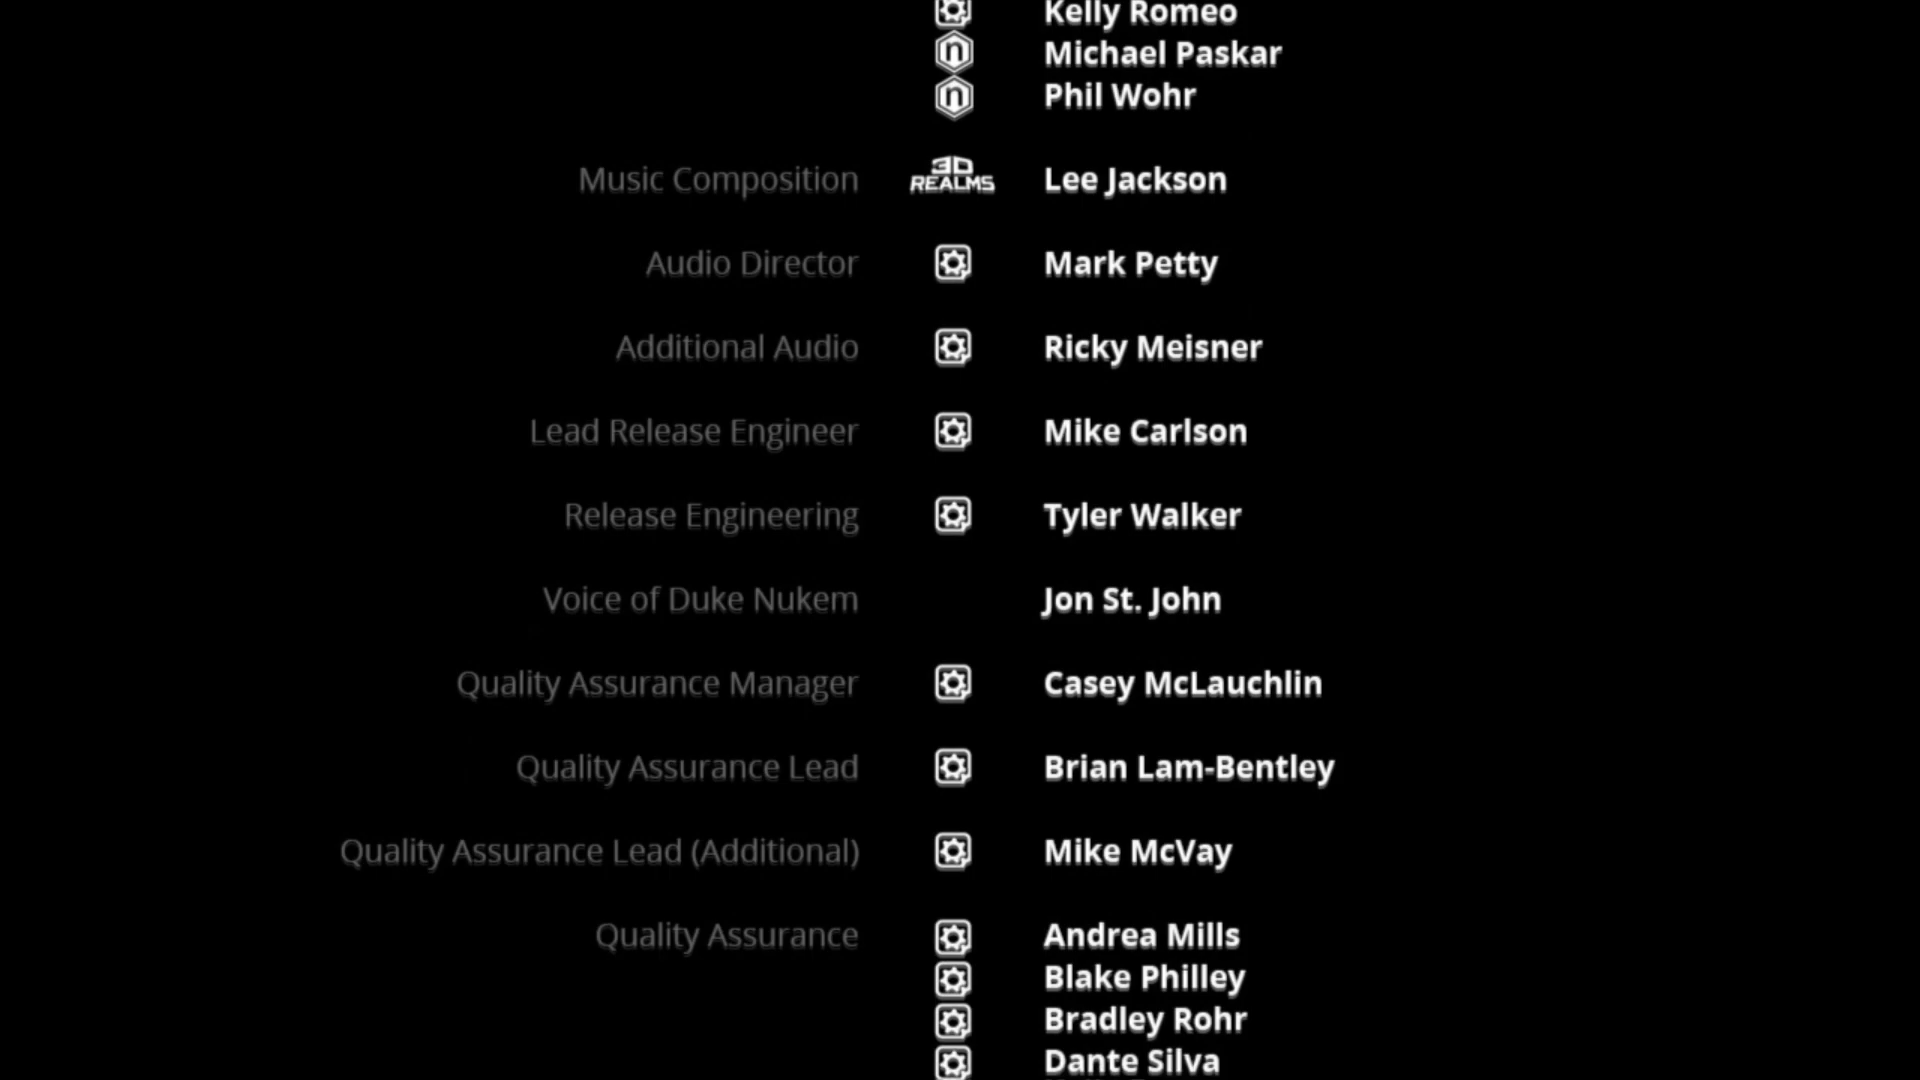 Kelly Romeo
Michael Paskar
Phil Wohr
Music Composition 3D REALMS Lee Jackson
Audio Director Mark Petty
Additional Audio Ricky Meisner
Lead Release Engineer Mike Carlson
Release Engineering Tyler Walker
Voice of Duke Nukem Jon St. John
Quality Assurance Manager Casey McLauchlin
Quality Assurance Lead Brian Lam-Bentley
Quality Assurance Lead (Additional) Mike McVay
Quality Assurance Andrea Mills
Blake Philley
Bradley Rohr
Dante Silva